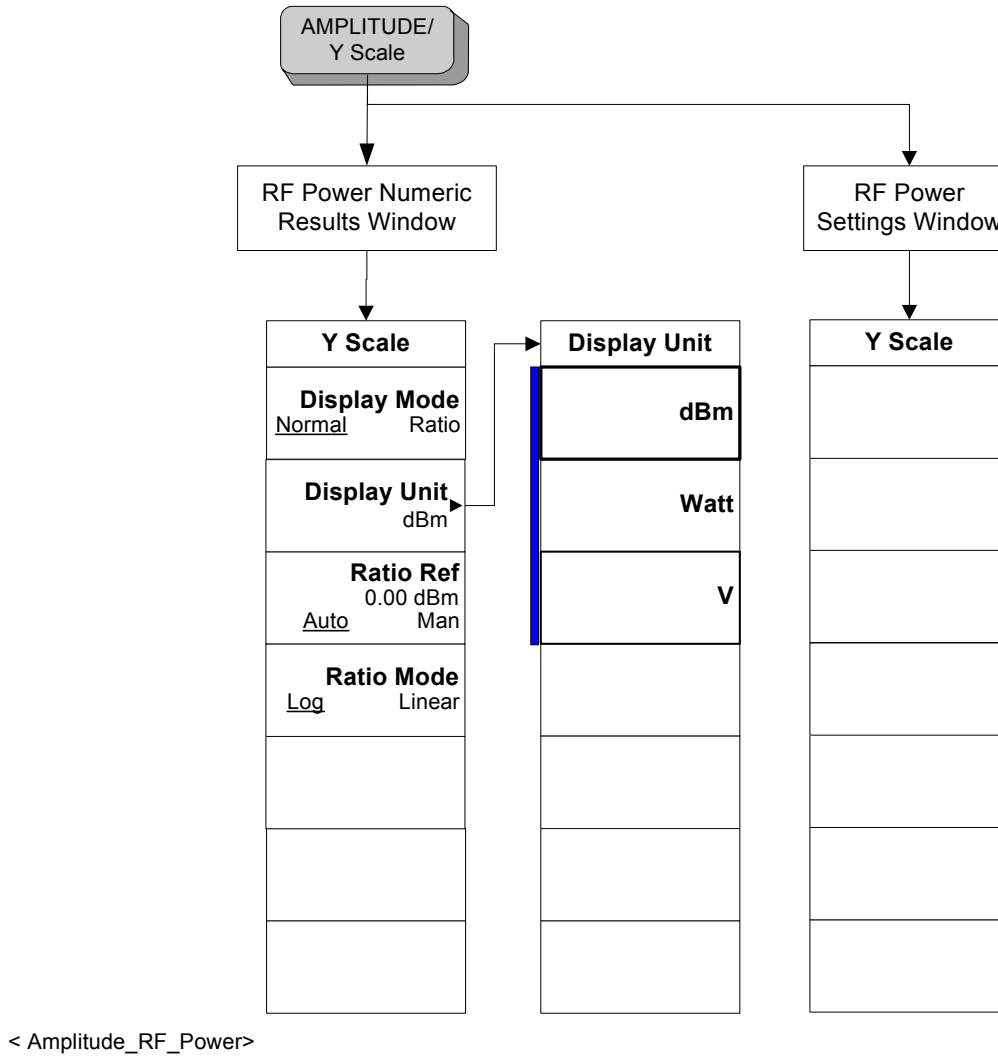 AMPLITUDE/
Y Scale
RF Power Numeric
Results Window
RF Power
Settings Window
Y Scale
Display Mode
Normal Ratio
Display Unit
dBm
Ratio Ref
0.00 dBm
Auto Man
Ratio Mode
Log Linear
Display Unit
dBm
Watt
V
Y Scale
< Amplitude_RF_Power>